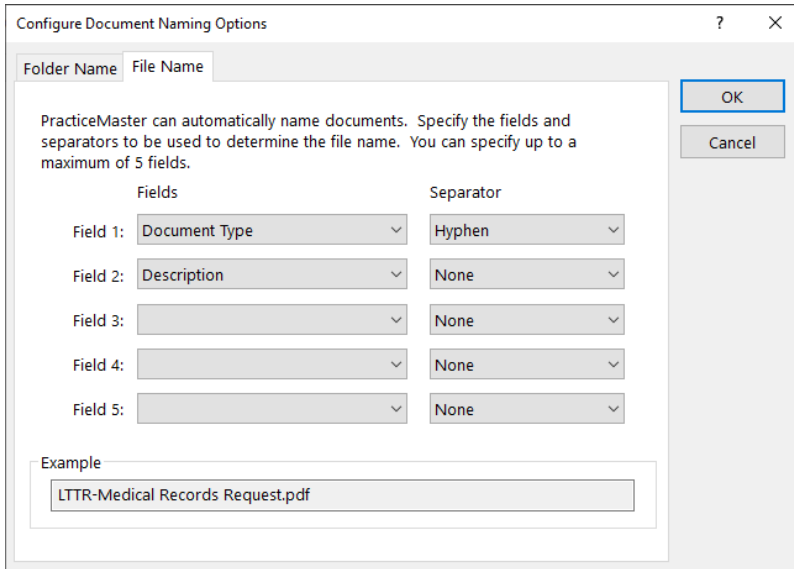 Configure Document Naming Options ?
Folder Name File Name
OK
Cancel
PracticeMaster can automatically name documents. Specify the fields and
separators to be used to determine the file name. You can specify up to a
maximum of 5 fields.
Fields Separator
Field 1: Document Type Hyphen
Field 2: Description None
Field 3: None
Field 4: None
Field 5: None
Example
LTTR-Medical Records Request.pdf